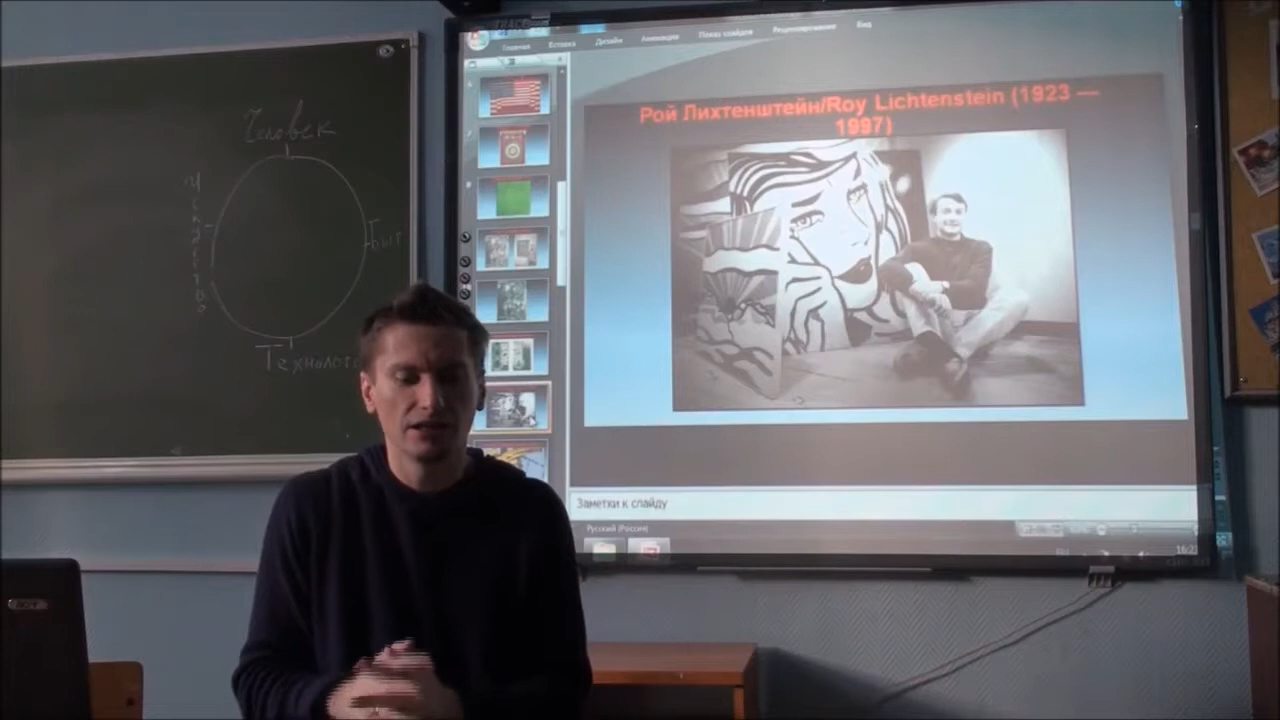 Человек
Быт
Искусство
Главная Вставка Дизайн Анимация Показ слайдов Рецензирование Вид
Рой Лихтенштейн/Roy Lichtenstein (1923 —
1997)
Заметки к слайду
Русский (Россия)